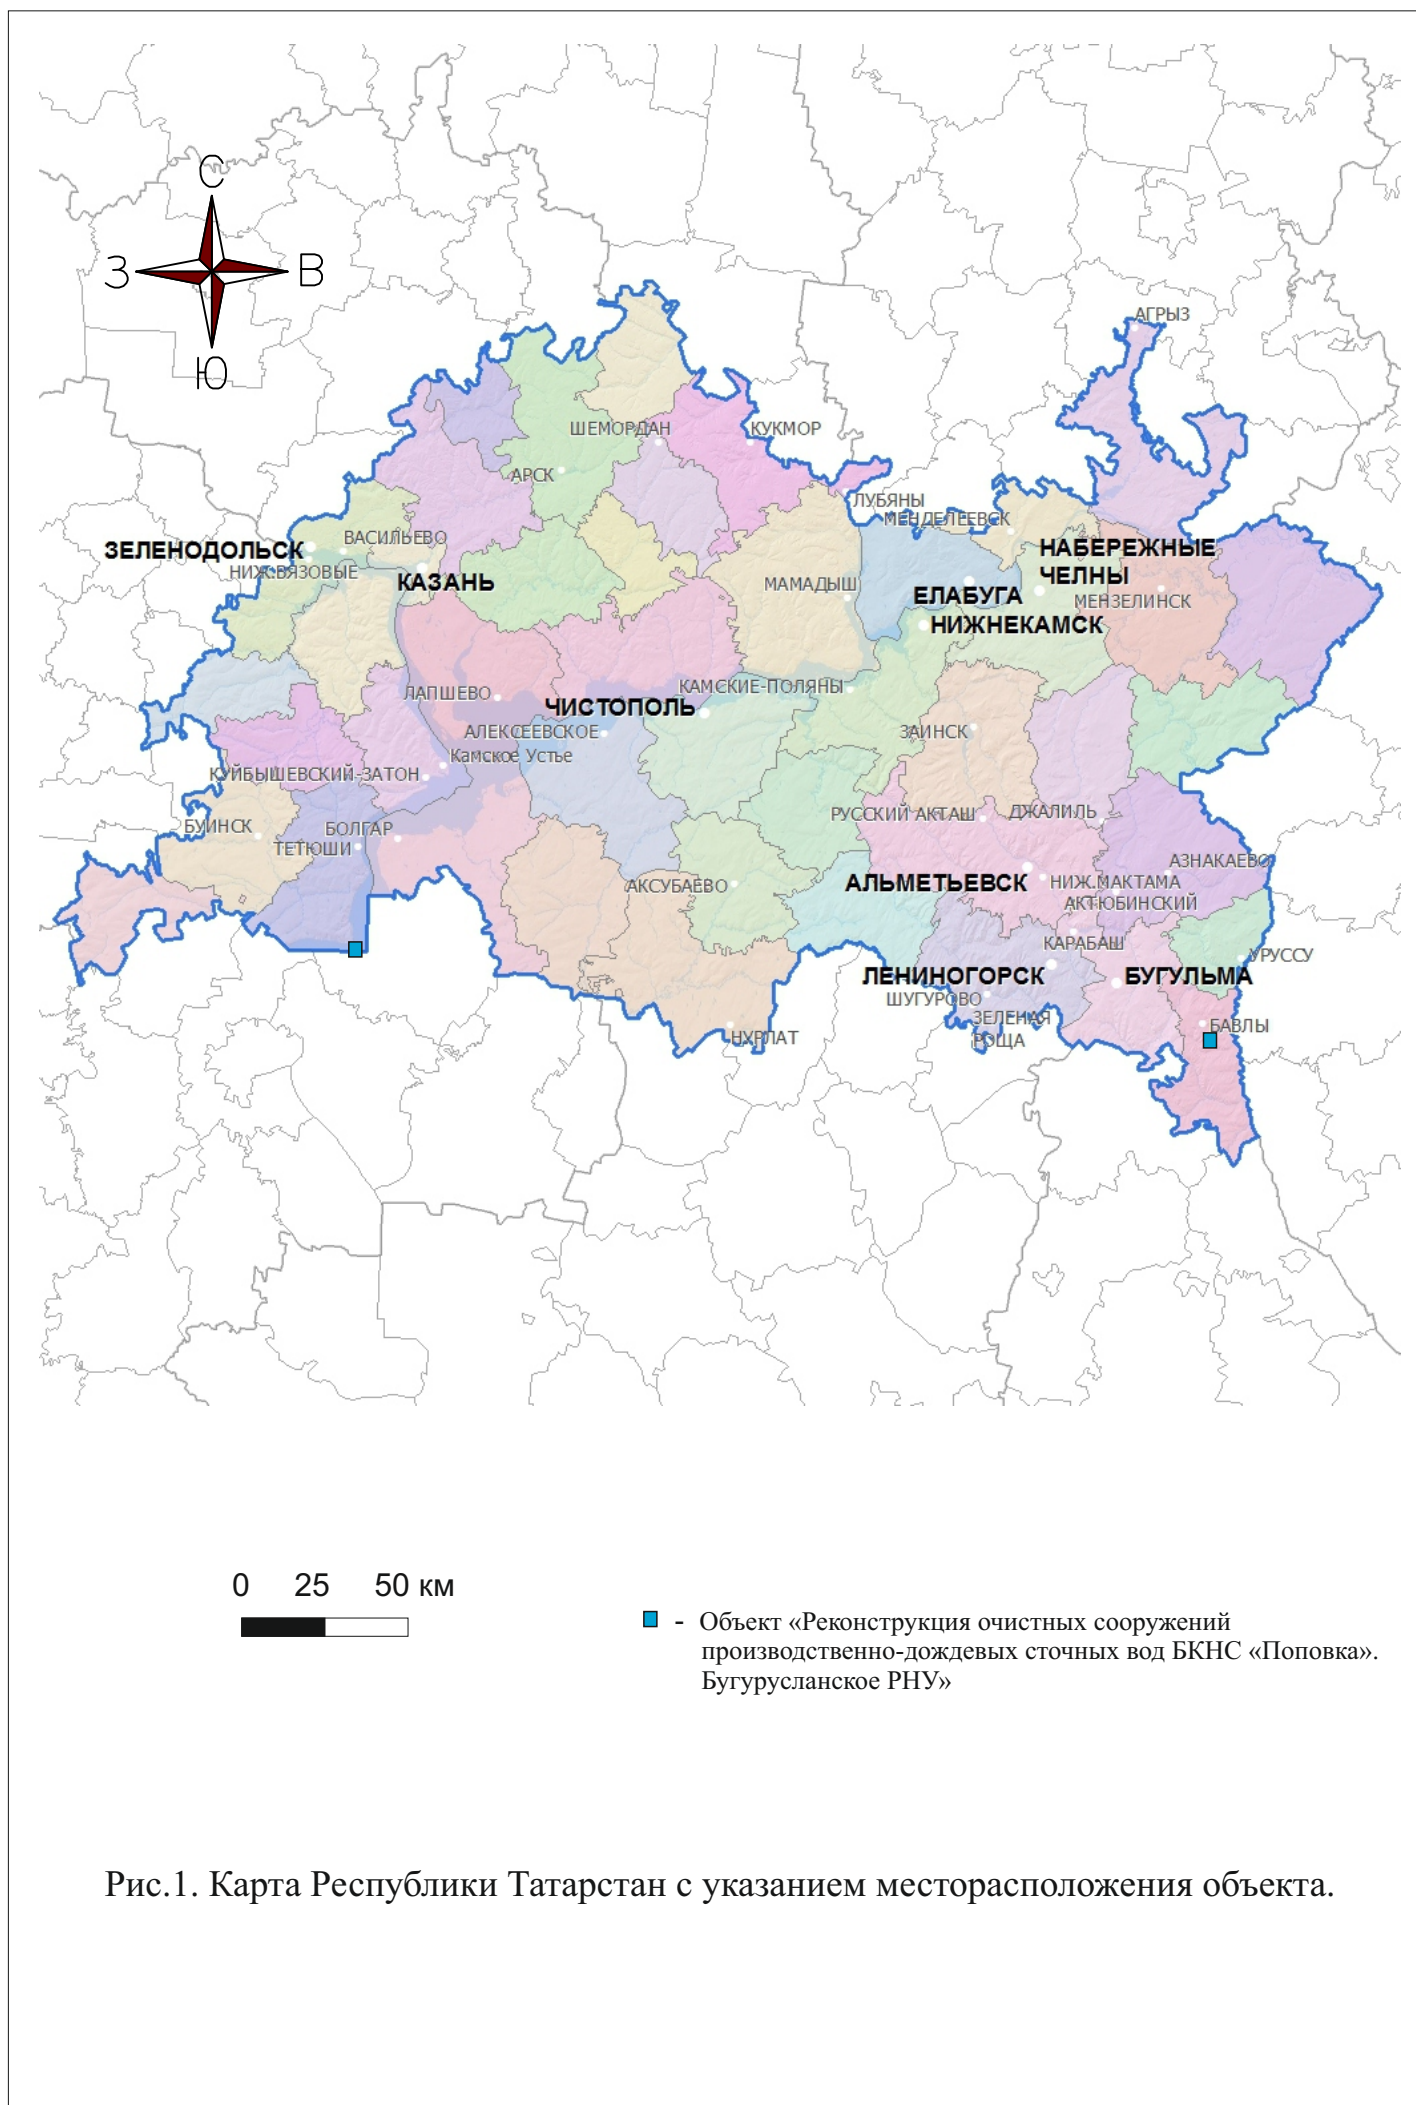 С
З
В
Ю
АГРЫЗ
ШЕМОРДАН
КУКМОР
АРСК
ЛУБЯНЫ
МЕНДЕЛЕЕВСК
ВАСИЛЬЕВО
ЗЕЛЕНОДОЛЬСК
НИЖ.ВЯЗОВЫЕ
КАЗАНЬ
НАБЕРЕЖНЫЕ
ЧЕЛНЫ
МАМАДЫШ
ЕЛАБУГА
МЕНЗЕЛИНСК
НИЖНЕКАМСК
ЛАПШЕВО
КАМСКИЕ-ПОЛЯНЫ
ЧИСТОПОЛЬ
АЛЕКСЕЕВСКОЕ
ЗАИНСК
Камское Устье
КУЙБЫШЕВСКИЙ-ЗАТОН
РУССКИЙ АКТАШ
ДЖАЛИЛЬ
БУИНСК
БОЛГАР
ТЕТЮШИ
АЗНАКАЕВО
АКСУБАЕВО
АЛЬМЕТЬЕВСК
НИЖ.МАКТАМА
АКТЮБИНСКИЙ
КАРАБАШ
УРУССУ
ЛЕНИНОГОРСК
БУГУЛЬМА
ШУГУРОВО
ЗЕЛЕНАЯ
РОЩА
БАВЛЫ
НУРЛАТ
0 25 50 км
- Объект «Реконструкция очистных сооружений
производственно-дождевых сточных вод БКНС «Поповка».
Бугурусланское РНУ»
Рис.1. Карта Республики Татарстан с указанием месторасположения объекта.